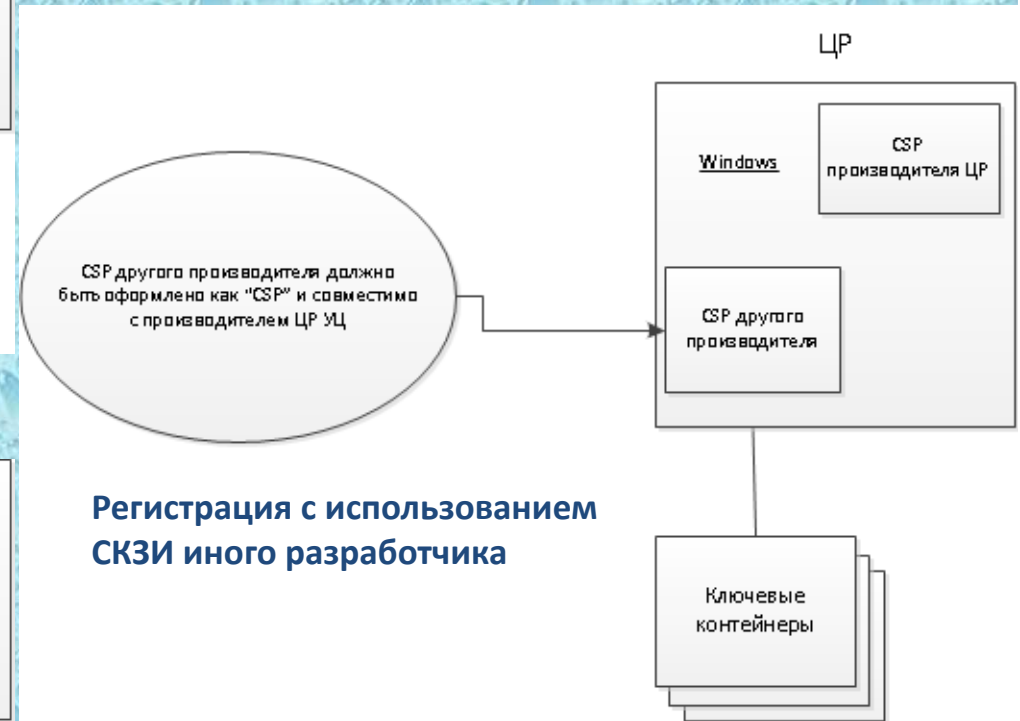 ЦР
Windows
CSP
производителя ЦР
CSP другого производителя должно
быть оформлено как “CSP” и совместимо
с производителем ЦР УЦ
CSP другого
производителя
Регистрация с использованием
СКЗИ иного разработчика
Ключевые
контейнеры